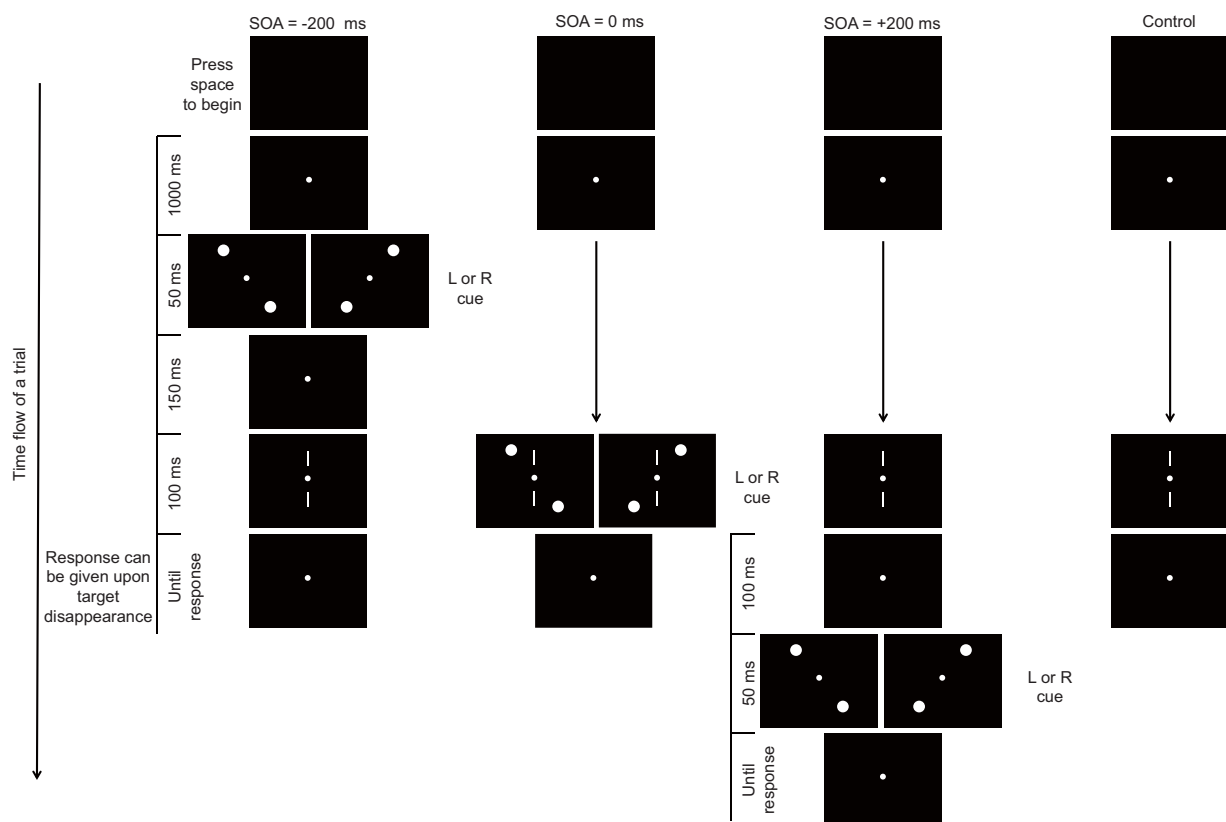 SOA = -200  ms
SOA = 0 ms
SOA = +200 ms
Control
Press
space
to begin
1000 ms
50 ms
L or R
cue
150 ms
Time flow of a trial
100 ms
L or R
cue
Response can
be given upon
target
disappearance
Until
response
100 ms
50 ms
L or R
cue
Until
response